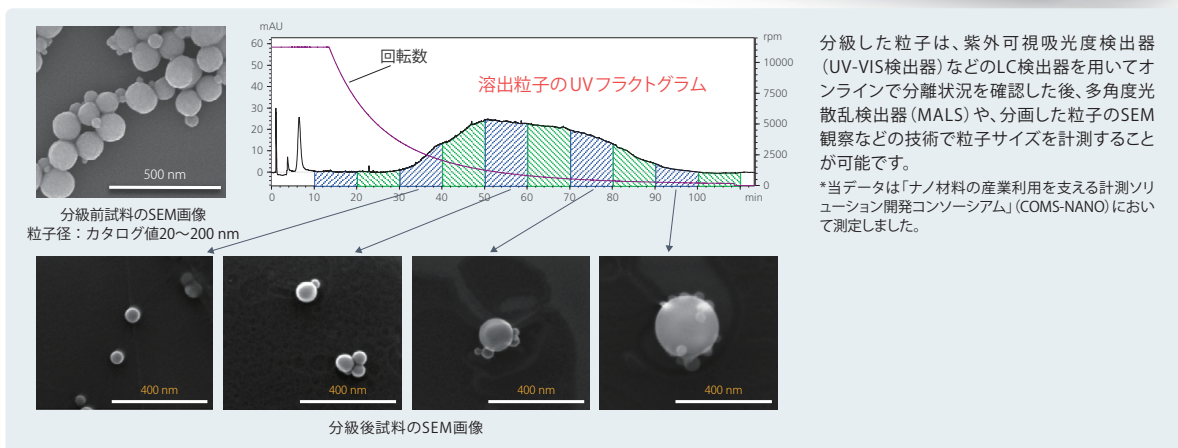 mAU
60
50
40
30
20
10
0
rpm
10000
7500
5000
2500
0
回転数
溶出粒子のUVフラクトグラム
0 10 20 30 40 50 60 70 80 90 100 min
500 nm
分級前試料のSEM画像
粒子径：カタログ値20～200 nm
400 nm
400 nm
400 nm
400 nm
分級後試料のSEM画像
分級した粒子は、紫外可視吸光度検出器
（UV-VIS検出器）などのLC検出器を用いてオ
ンラインで分離状況を確認した後、多角度光
散乱検出器（MALS）や、分画した粒子のSEM
観察などの技術で粒子サイズを計測すること
が可能です。
*当データは「ナノ材料の産業利用を支える計測ソリ
ューション開発コンソーシアム」（COMS-NANO）におい
て測定しました。